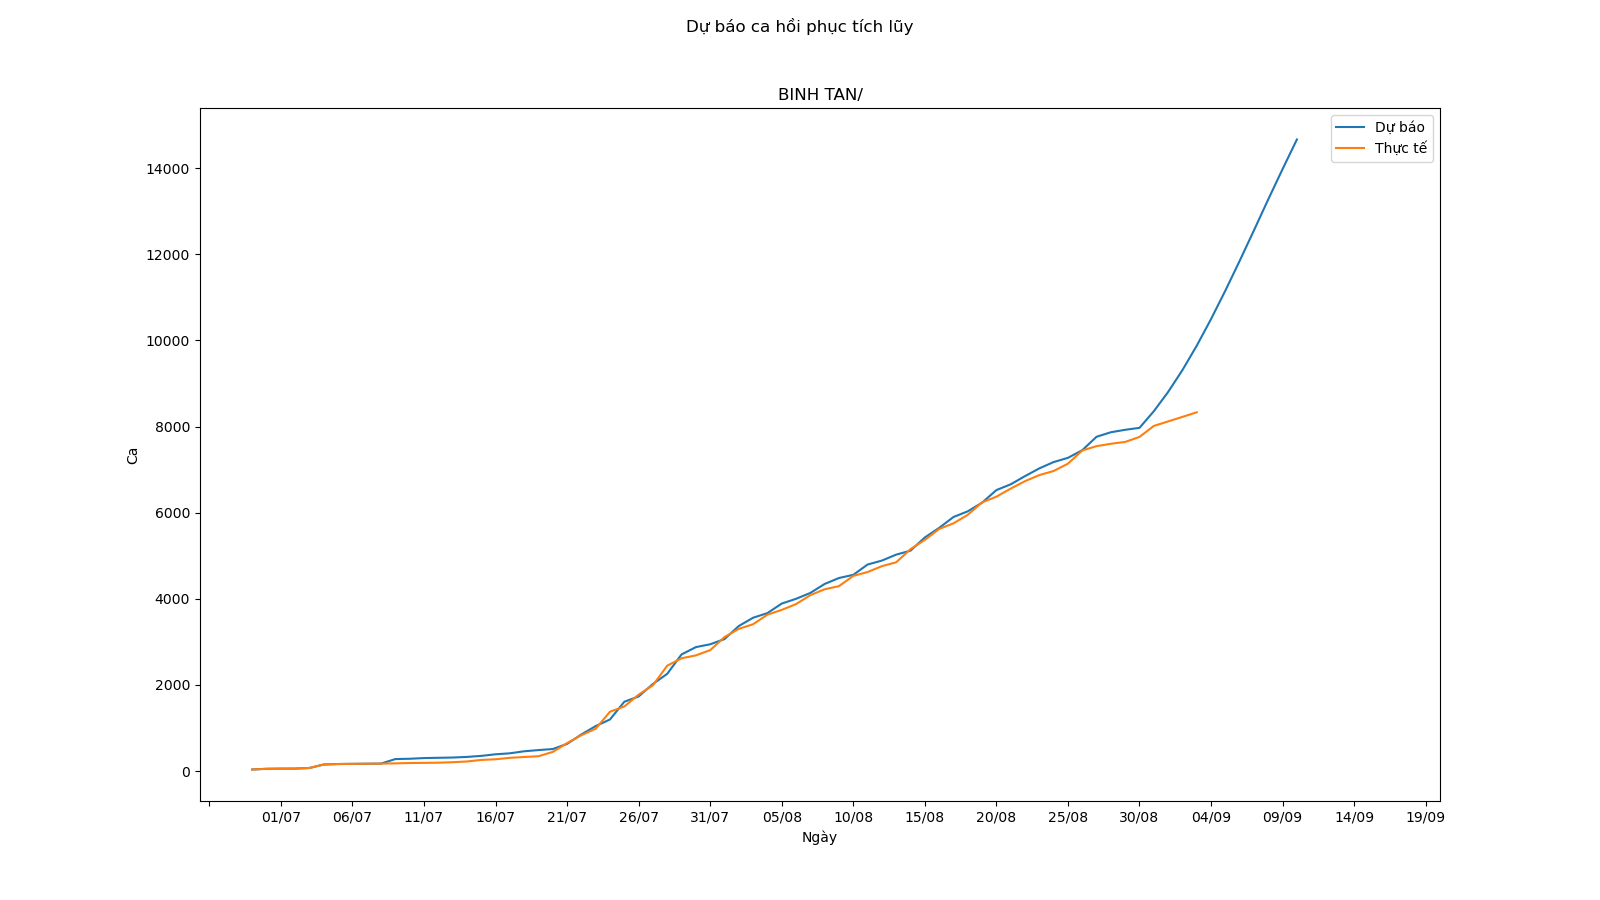 Dự báo ca hồi phục tích lũy
BINH TAN/
Dự báo
Thực tế
14000
12000
10000
8000
6000
4000
2000
0
Ca
01/07 06/07 11/07 16/07 21/07 26/07 31/07 05/08 10/08 15/08 20/08 25/08 30/08 04/09 09/09 14/09 19/09
Ngày